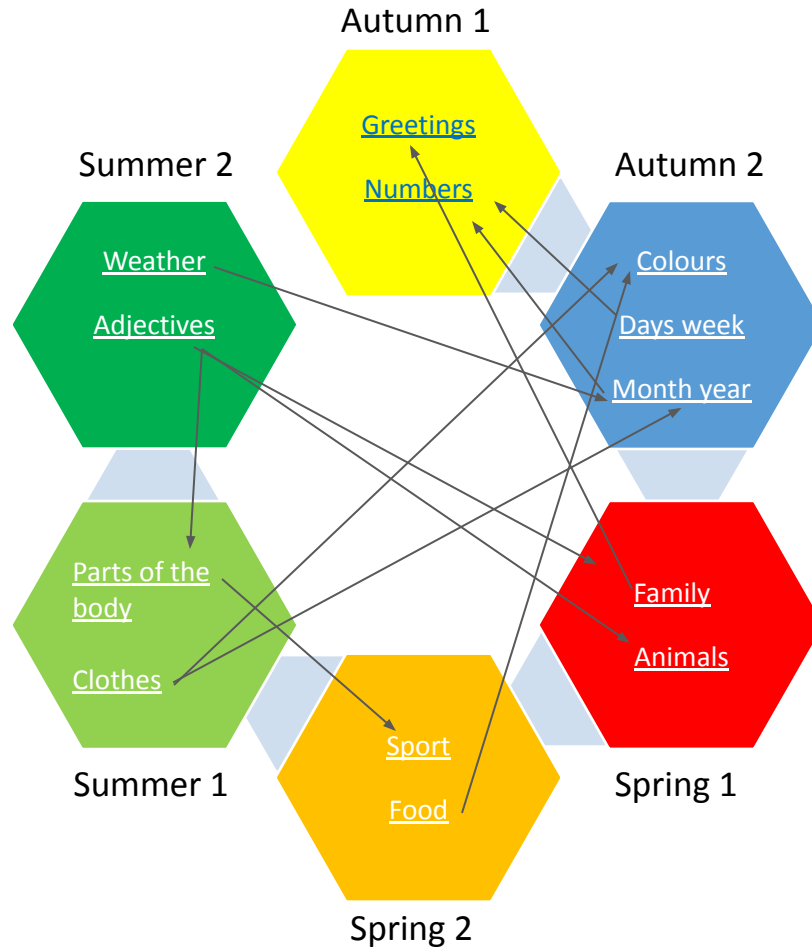 Autumn 1
Greetings
Numbers
Autumn 2
Colours
Days week
Month year
Spring 1
Family
Animals
Spring 2
Sport
Food
Summer 1
Parts of the
body
Clothes
Summer 2
Weather
Adjectives